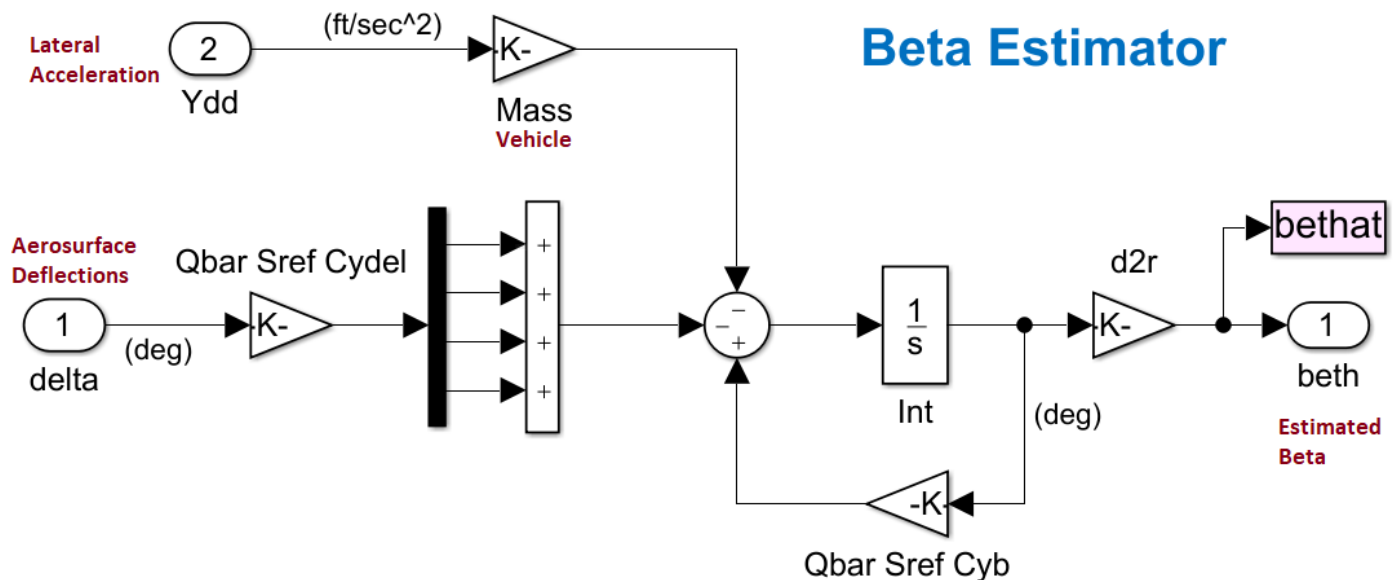 Beta Estimator
Lateral
Acceleration
2
Ydd
(ft/sec^2)
-K-
Mass
Vehicle
Aerosurface
Deflections
1
delta
(deg)
Qbar Sref Cydel
-K-
+
+
+
+
−
−
+
1
s
Int
(deg)
-K-
Qbar Sref Cyb
d2r
-K-
bethat
1
beth
Estimated
Beta